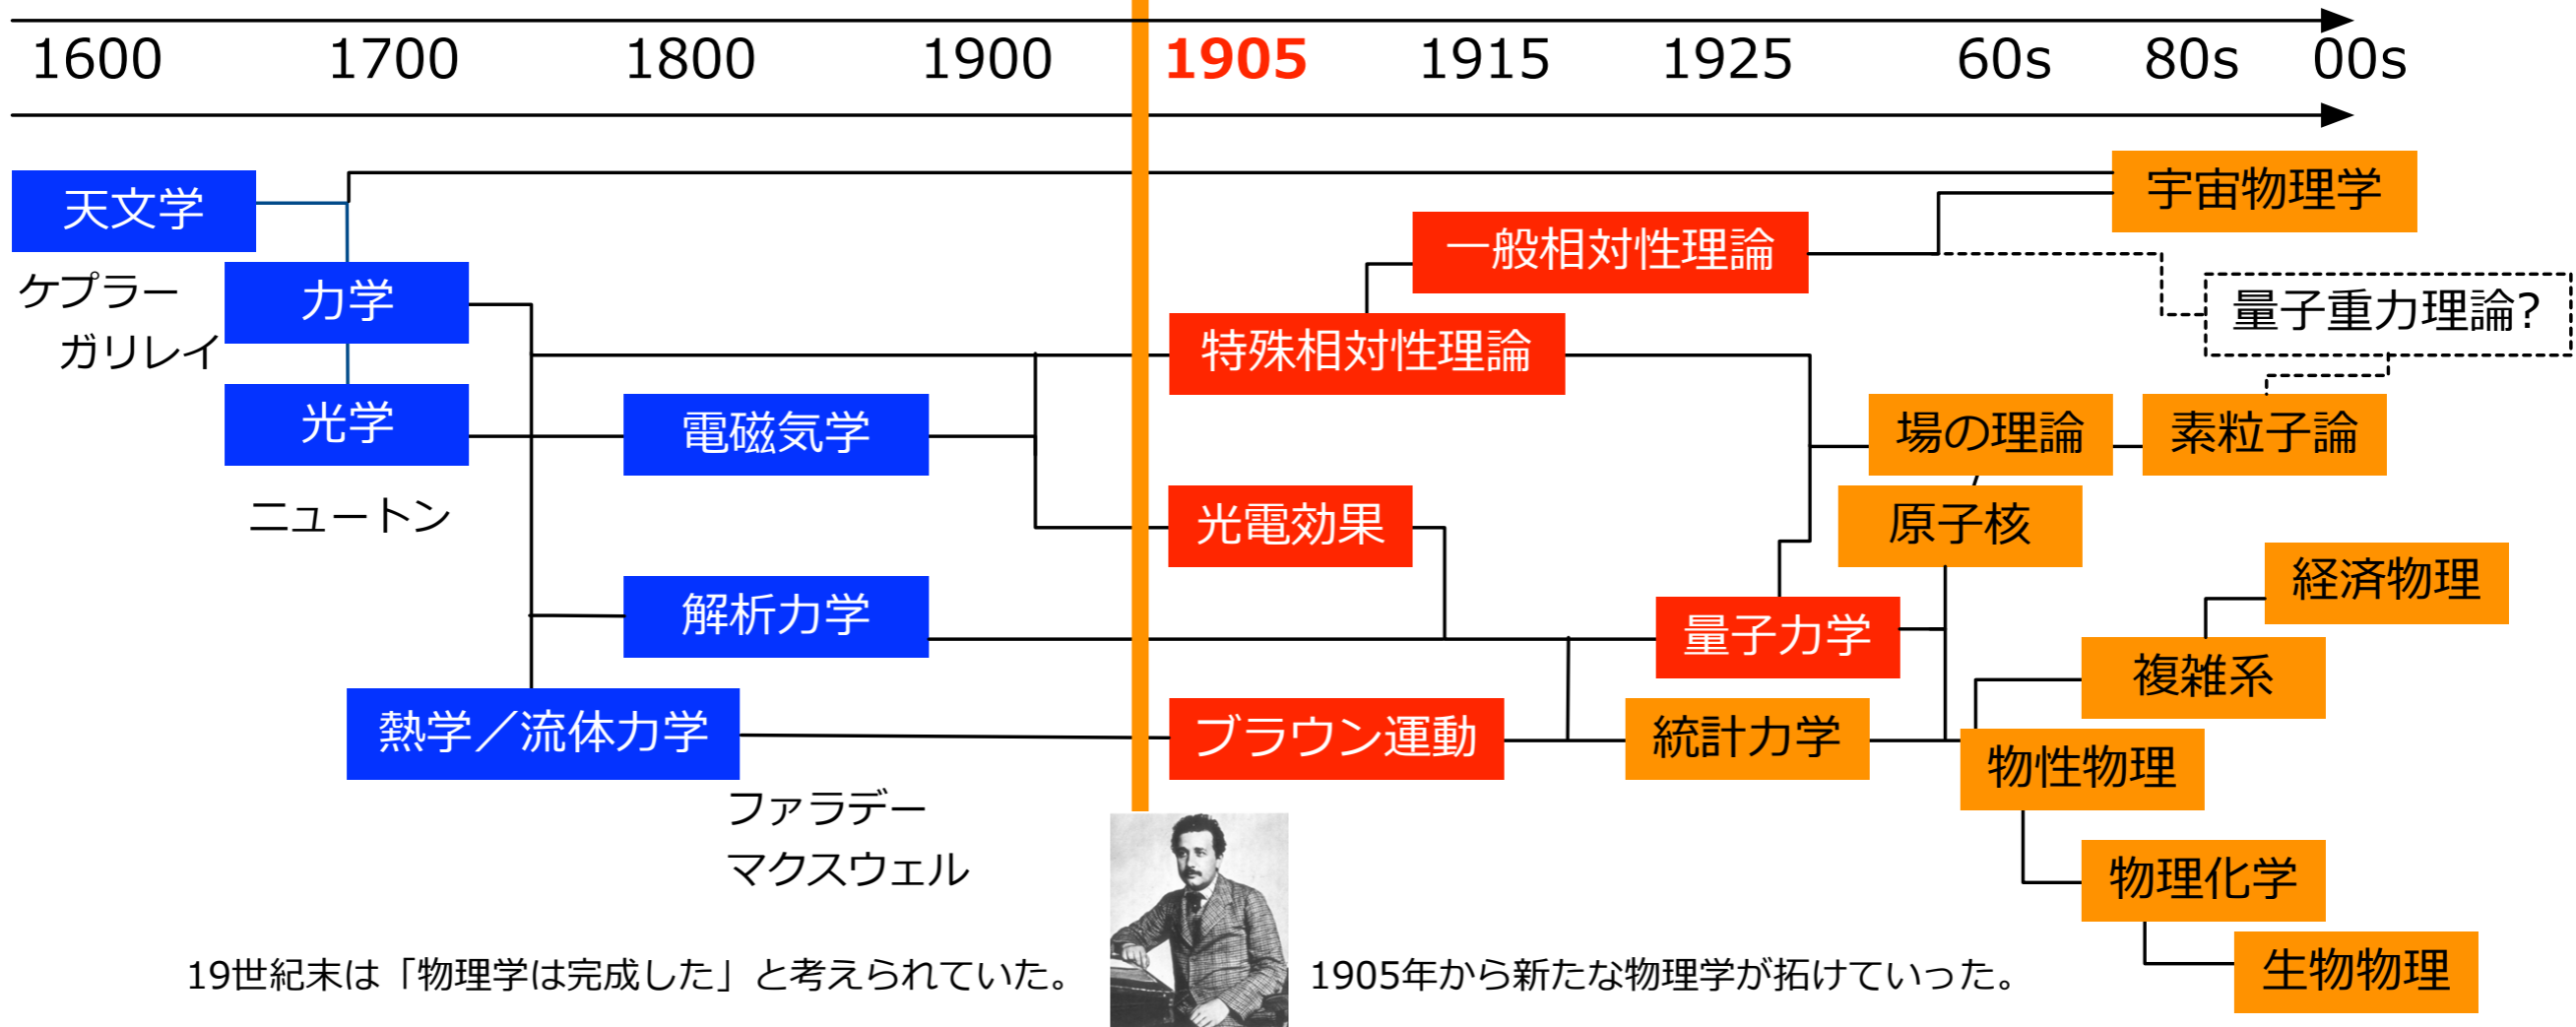 1600 1700 1800 1900 1905 1915 1925 60s 80s 00s
天文学
宇宙物理学
ケプラー
ガリレイ
力学
一般相対性理論
量子重力理論?
光学
特殊相対性理論
ニュートン
電磁気学
場の理論
素粒子論
光電効果
原子核
経済物理
解析力学
量子力学
複雑系
熱学／流体力学
ブラウン運動
統計力学
物性物理
ファラデー
マクスウェル
物理化学
生物物理
19世紀末は「物理学は完成した」と考えられていた。
1905年から新たな物理学が拓けていった。